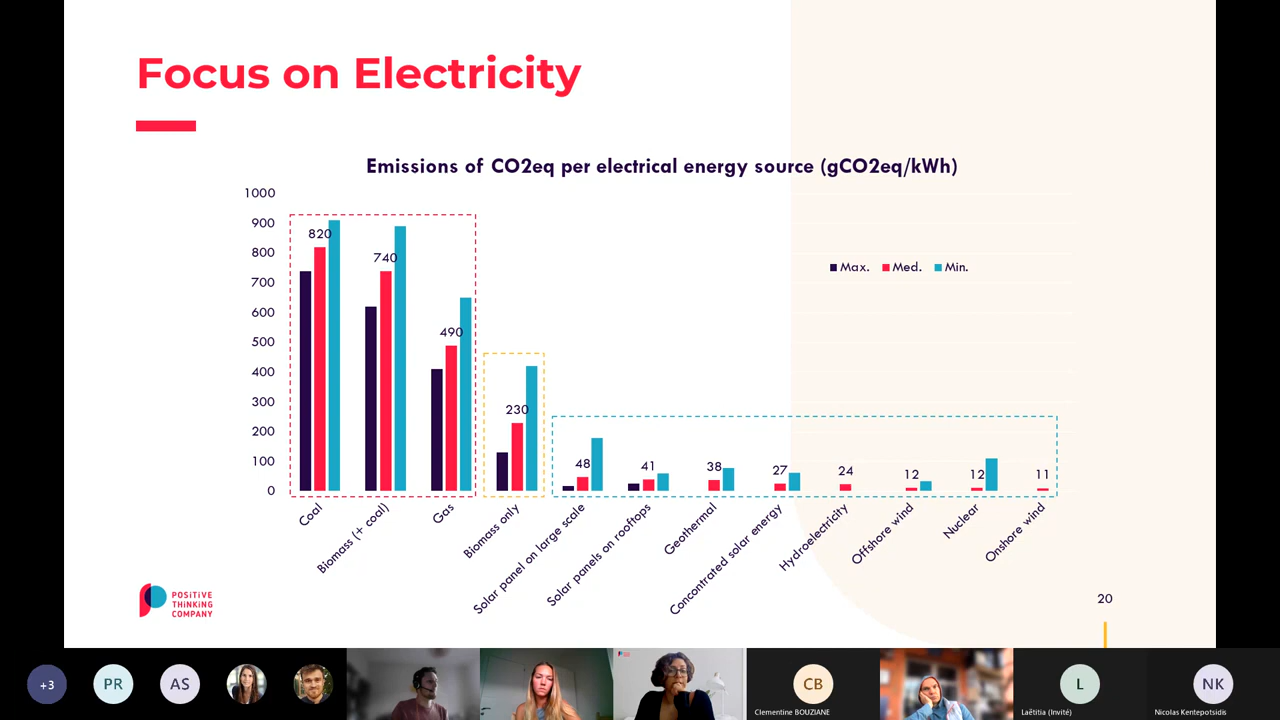 Focus on Electricity
Emissions of CO2eq per electrical energy source (gCO2eq/kWh)
1000
900
800
700
600
500
400
300
200
100
0
820
740
490
230
48
41
38
27
24
12
12
11
Max.
Med.
Min.
Coal
Biomass (+ coal)
Gas
Biomass only
Solar panel on large scale
Solar panels on rooftops
Geothermal
Concentrated solar energy
Hydroelectricity
Offshore wind
Nuclear
Onshore wind
POSITIVE
THINKING
COMPANY
20
+3
PR
AS
CB
Clementine BOUZIANE
L
Laëtitia (Invité)
NK
Nicolas Kentepotsidis